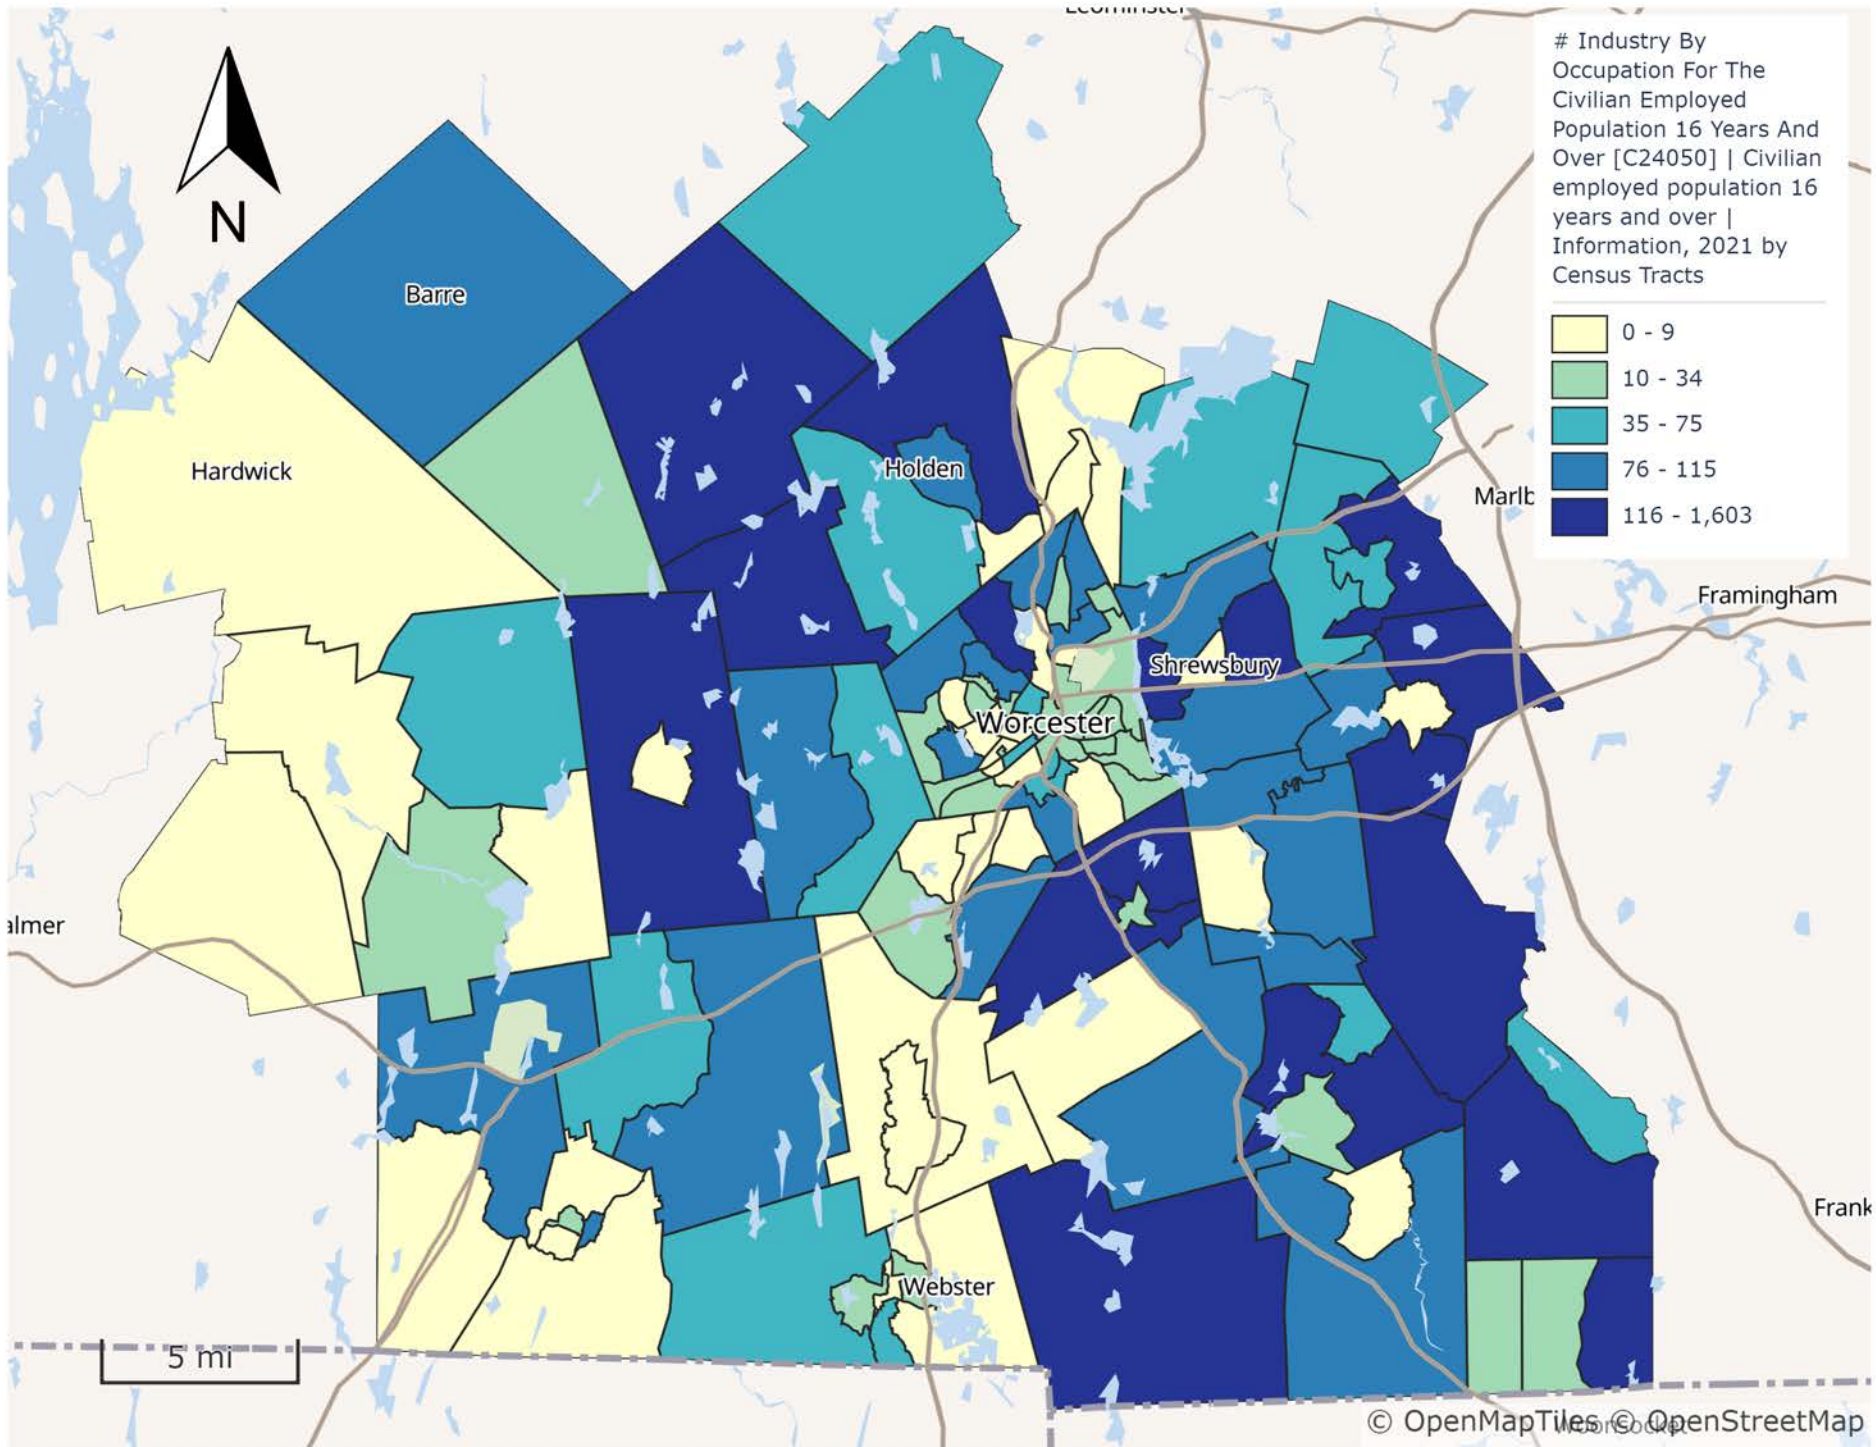 Leominster
# Industry By
Occupation For The
Civilian Employed
Population 16 Years And
Over [C24050] | Civilian
employed population 16
years and over |
Information, 2021 by
Census Tracts
0 - 9
10 - 34
35 - 75
76 - 115
116 - 1,603
N
Barre
Hardwick
Holden
Marlb
Framingham
Shrewsbury
Worcester
almer
Frank
Webster
5 mi
© OpenMapTiles © OpenStreetMap
Woonsocket